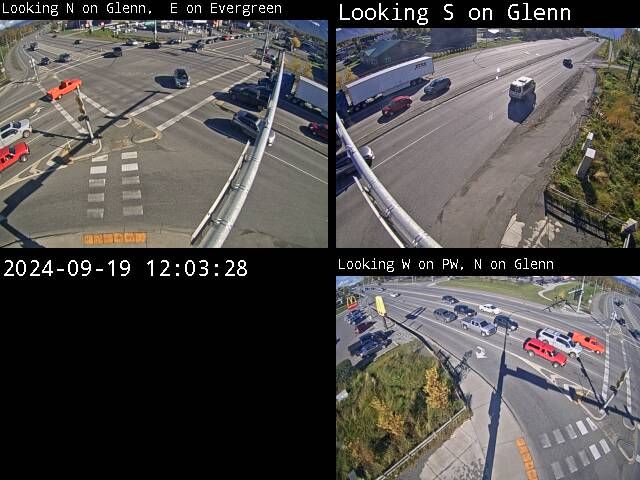 Looking N on Glenn, E on Evergreen
Looking S on Glenn
2024-09-19 12:03:28
Looking W on PW, N on Glenn